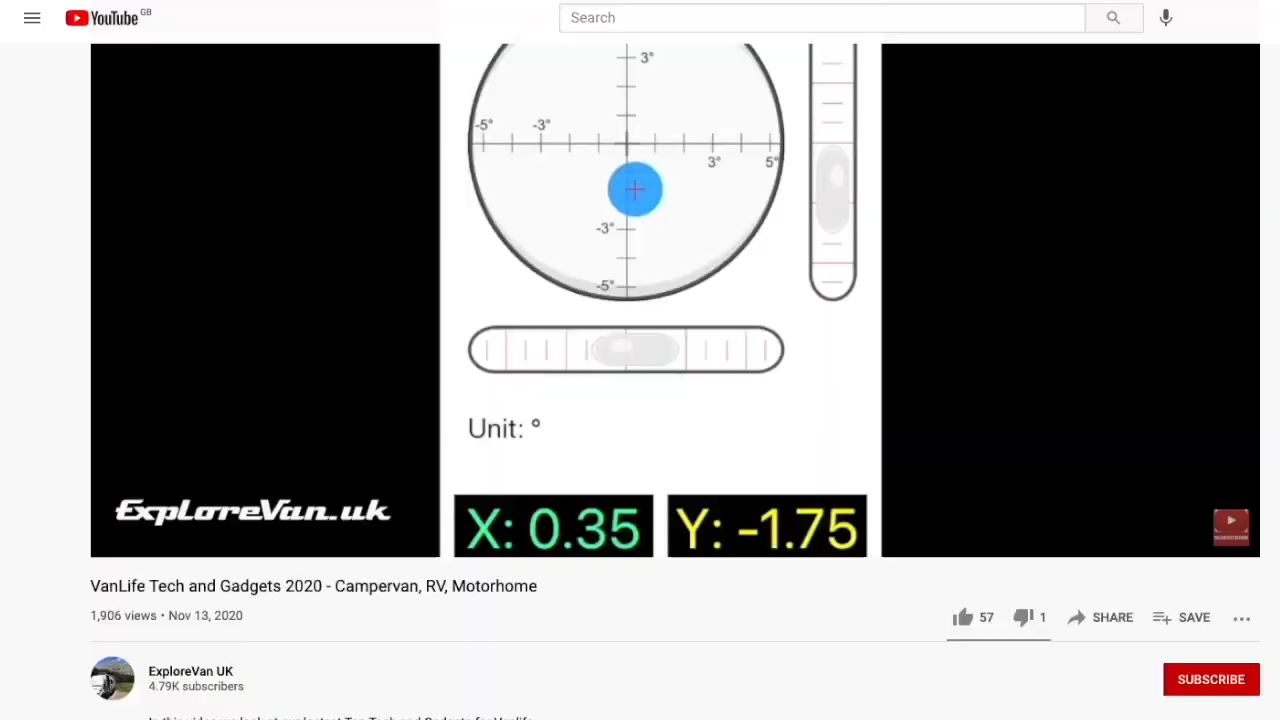 YouTube GB
Search
3°
-5° -3°
3° 5°
-3°
-5°
Unit: °
ExploreVan.uk
X: 0.35 Y: -1.75
SUBSCRIBE
VanLife Tech and Gadgets 2020 - Campervan, RV, Motorhome
1,906 views • Nov 13, 2020
57 1 SHARE SAVE
ExploreVan UK
4.79K subscribers
SUBSCRIBE